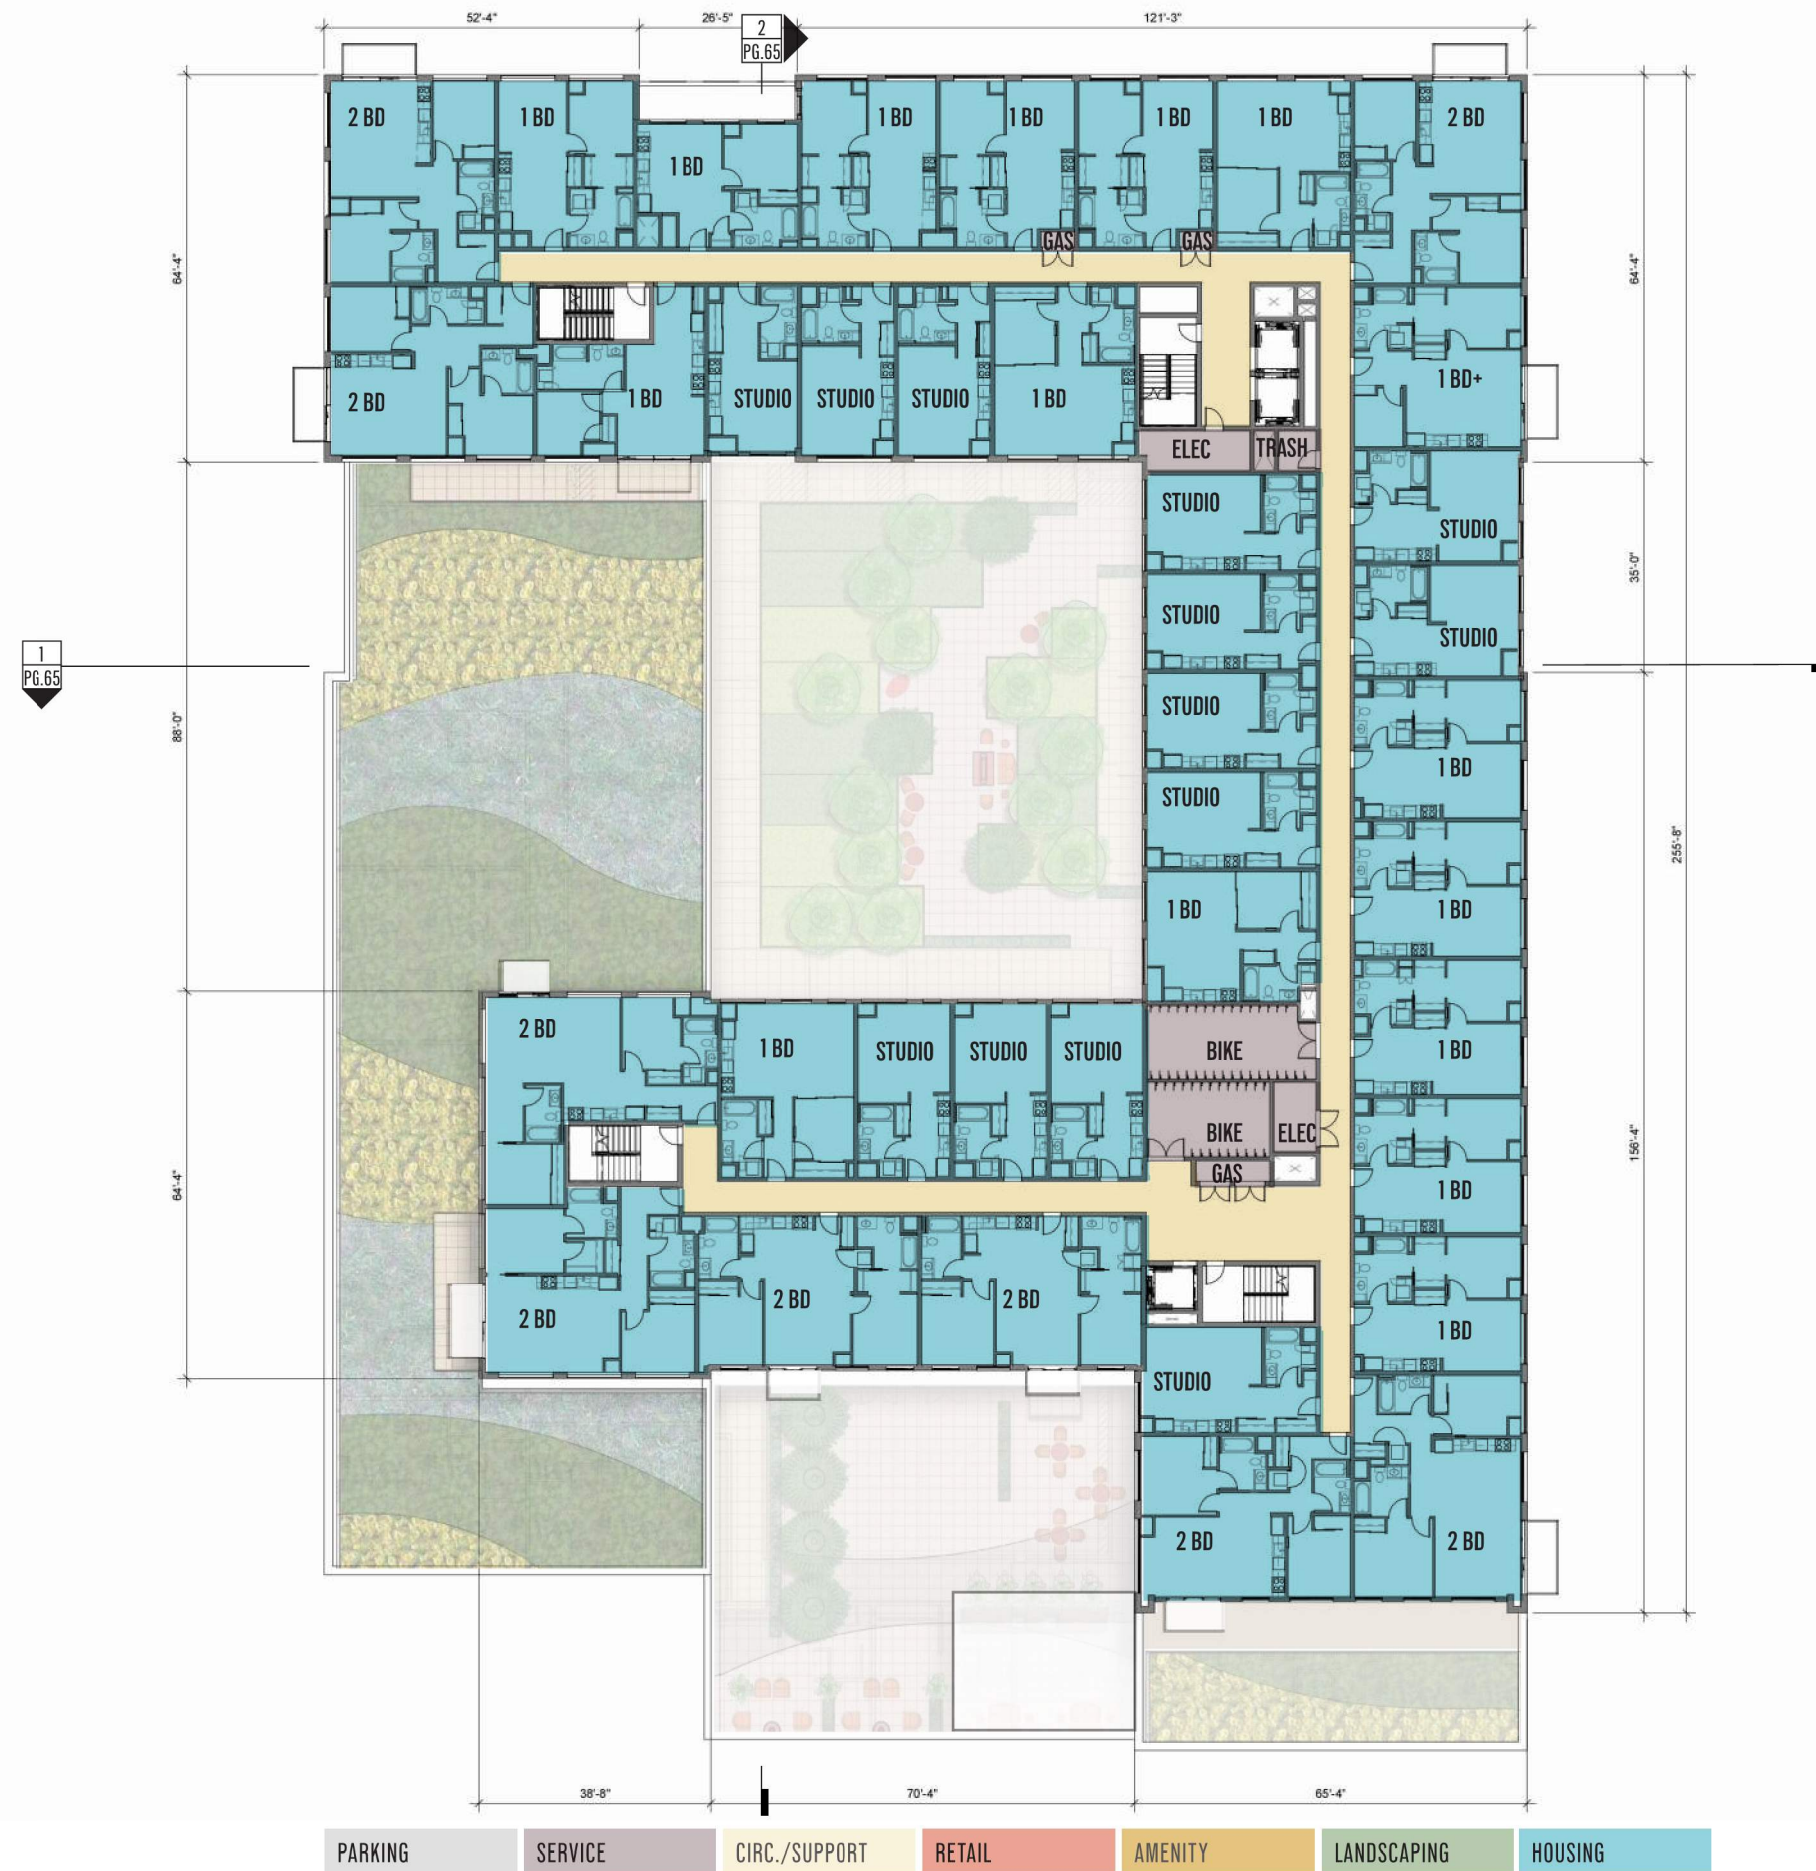 52'-4"
26'-5"
121'-3"
2
PG.65
2 BD
1 BD
1 BD
1 BD
1 BD
1 BD
1 BD
2 BD
GAS
GAS
64'-4"
64'-4"
2 BD
1 BD
STUDIO
STUDIO
STUDIO
1 BD
1 BD+
ELEC
TRASH
STUDIO
STUDIO
35'-0"
STUDIO
STUDIO
1
PG.65
88'-0"
STUDIO
1 BD
STUDIO
255'-8"
1 BD
1 BD
2 BD
1 BD
STUDIO
STUDIO
STUDIO
BIKE
1 BD
BIKE
ELEC
156'-4"
GAS
64'-4"
1 BD
2 BD
2 BD
2 BD
1 BD
STUDIO
2 BD
2 BD
38'-8"
70'-4"
65'-4"
PARKING
SERVICE
CIRC./SUPPORT
RETAIL
AMENITY
LANDSCAPING
HOUSING